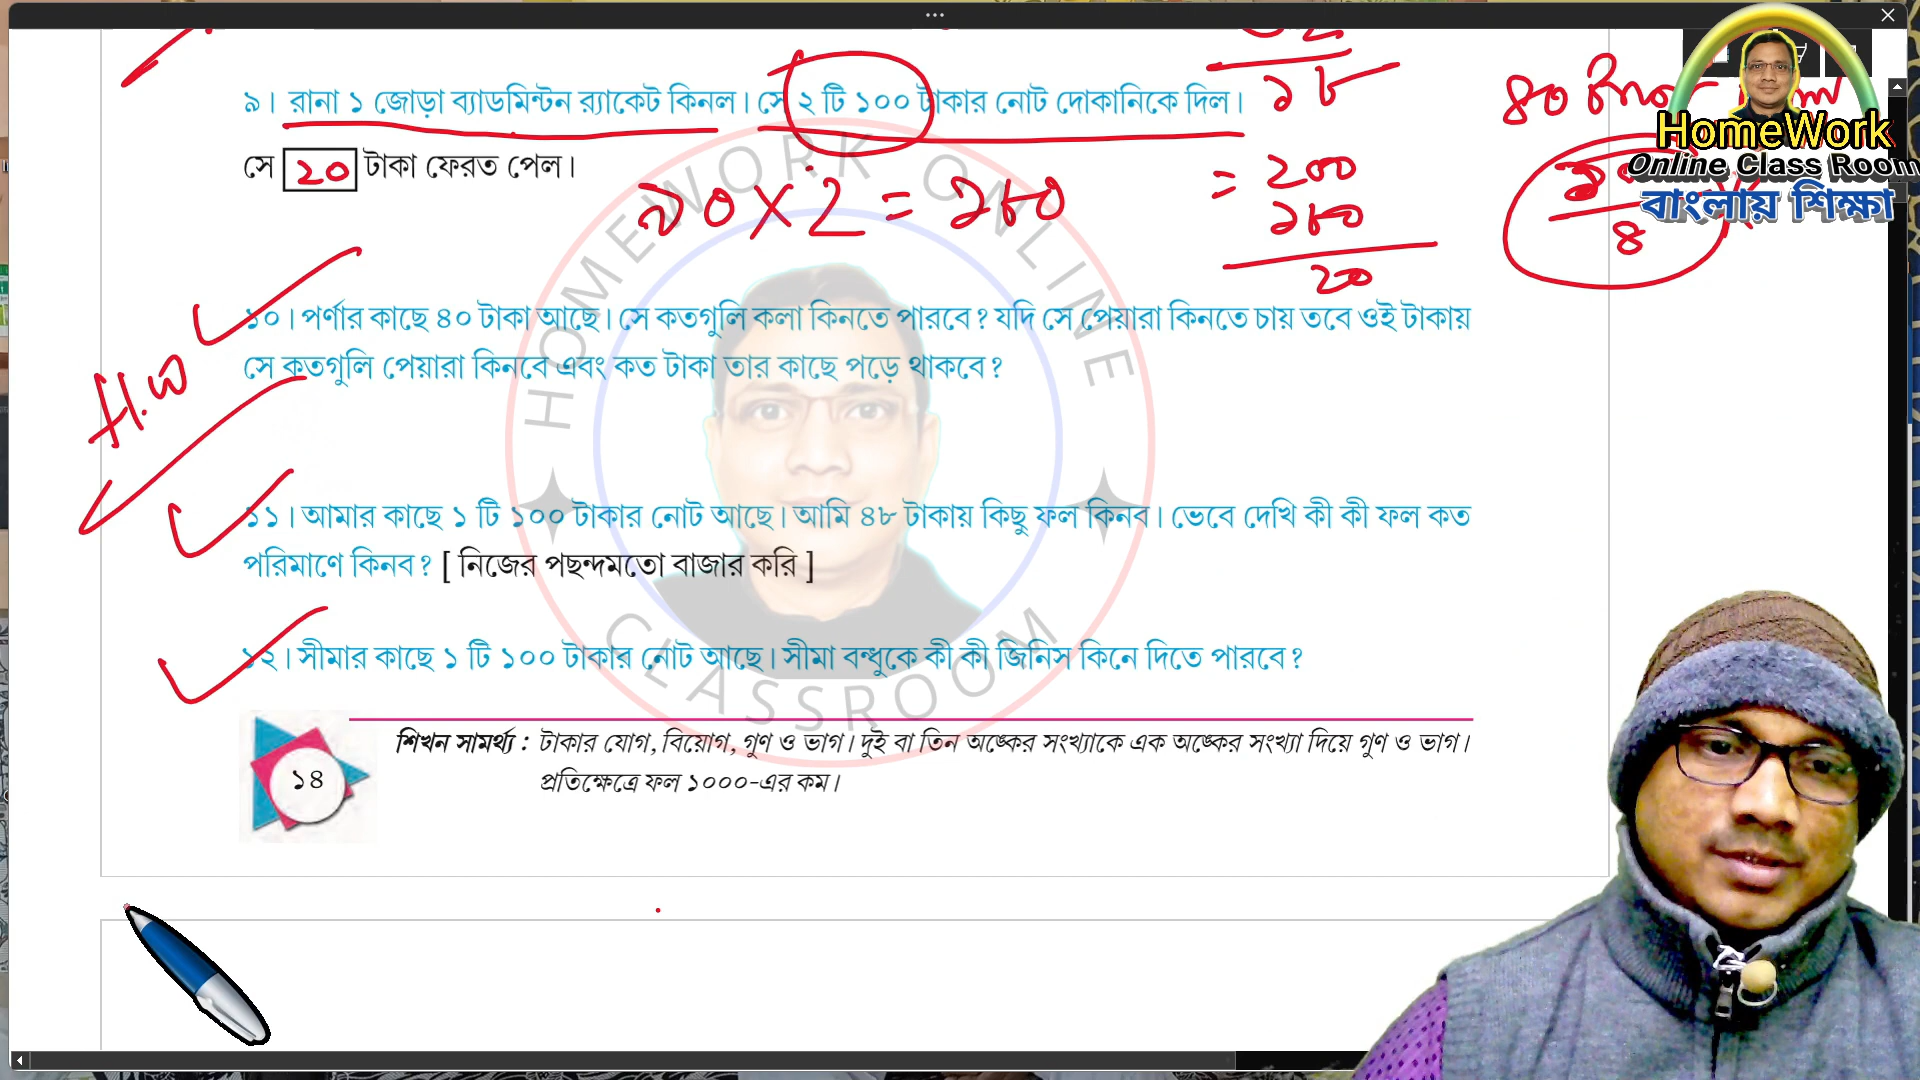 ৯। রানা ১ জোড়া ব্যাডমিন্টন র‍্যাকেট কিনল। সে ২ টি ১০০ টাকার নোট দোকানিকে দিল।
১৮
৪০
সে ২০ টাকা ফেরত পেল।
৯০ × ২ = ১৮০
= ২০০
১৮০
২০
৪
HomeWork
Online Class Room
বাংলায় শিক্ষা
H.W
১০। পর্ণার কাছে ৪০ টাকা আছে। সে কতগুলি কলা কিনতে পারবে? যদি সে পেয়ারা কিনতে চায় তবে ওই টাকায়
সে কতগুলি পেয়ারা কিনবে এবং কত টাকা তার কাছে পড়ে থাকবে?
১১। আমার কাছে ১ টি ১০০ টাকার নোট আছে। আমি ৪৮ টাকায় কিছু ফল কিনব। ভেবে দেখি কী কী ফল কত
পরিমাণে কিনব? [ নিজের পছন্দমতো বাজার করি ]
১২। সীমার কাছে ১ টি ১০০ টাকার নোট আছে। সীমা বন্ধুকে কী কী জিনিস কিনে দিতে পারবে?
HOMEWORK ONLINE
CLASSROOM
১৪
শিখন সামর্থ্য : টাকার যোগ, বিয়োগ, গুণ ও ভাগ। দুই বা তিন অঙ্কের সংখ্যাকে এক অঙ্কের সংখ্যা দিয়ে গুণ ও ভাগ।
প্রতিক্ষেত্রে ফল ১০০০-এর কম।